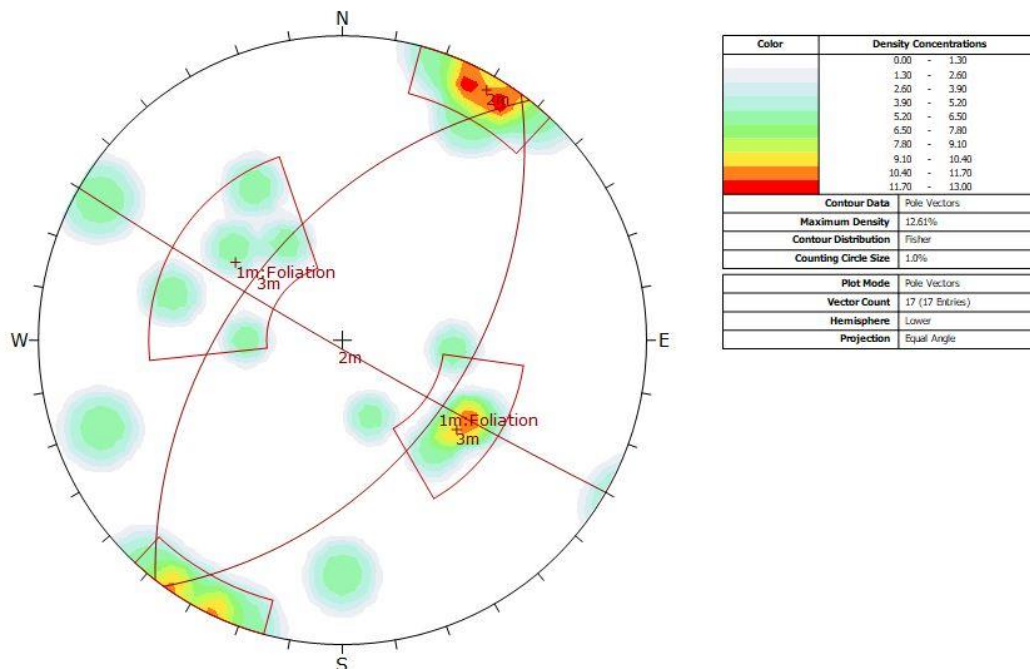 N
W
E
S
2m
1m:Foliation
3m
2m
1m:Foliation
3m
Color Density Concentrations
0.00 - 1.30
1.30 - 2.60
2.60 - 3.90
3.90 - 5.20
5.20 - 6.50
6.50 - 7.80
7.80 - 9.10
9.10 - 10.40
10.40 - 11.70
11.70 - 13.00
Contour Data Pole Vectors
Maximum Density 12.61%
Contour Distribution Fisher
Counting Circle Size 1.0%
Plot Mode Pole Vectors
Vector Count 17 (17 Entries)
Hemisphere Lower
Projection Equal Angle